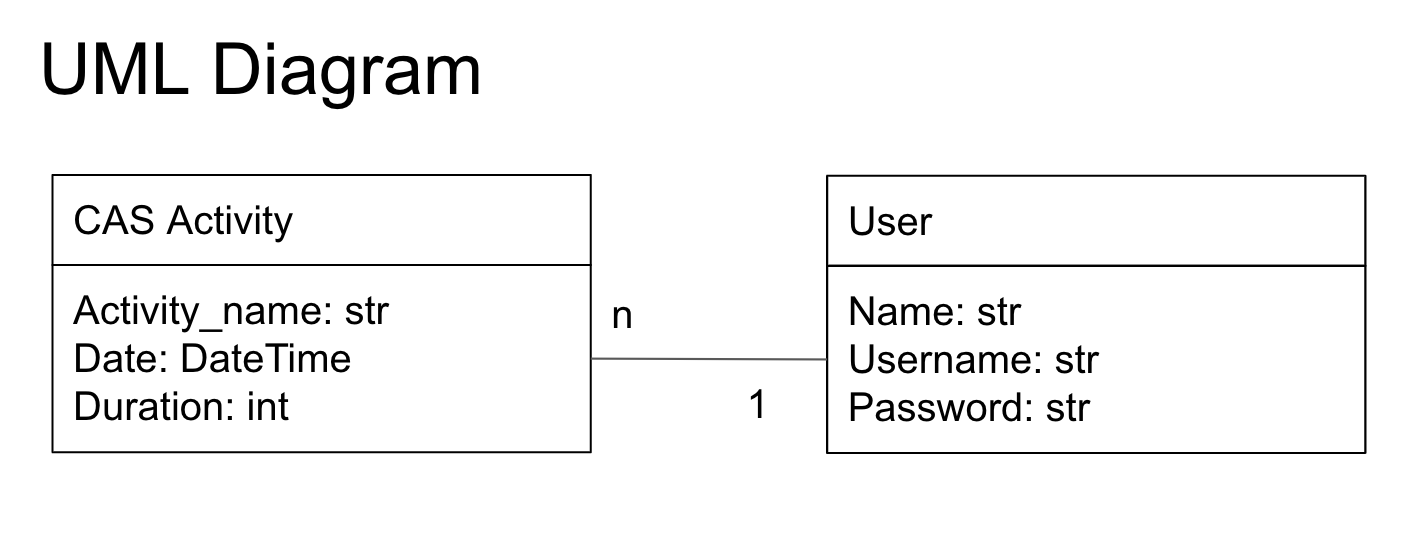 UML Diagram
CAS Activity
Activity_name: str
Date: DateTime
Duration: int
n
1
User
Name: str
Username: str
Password: str